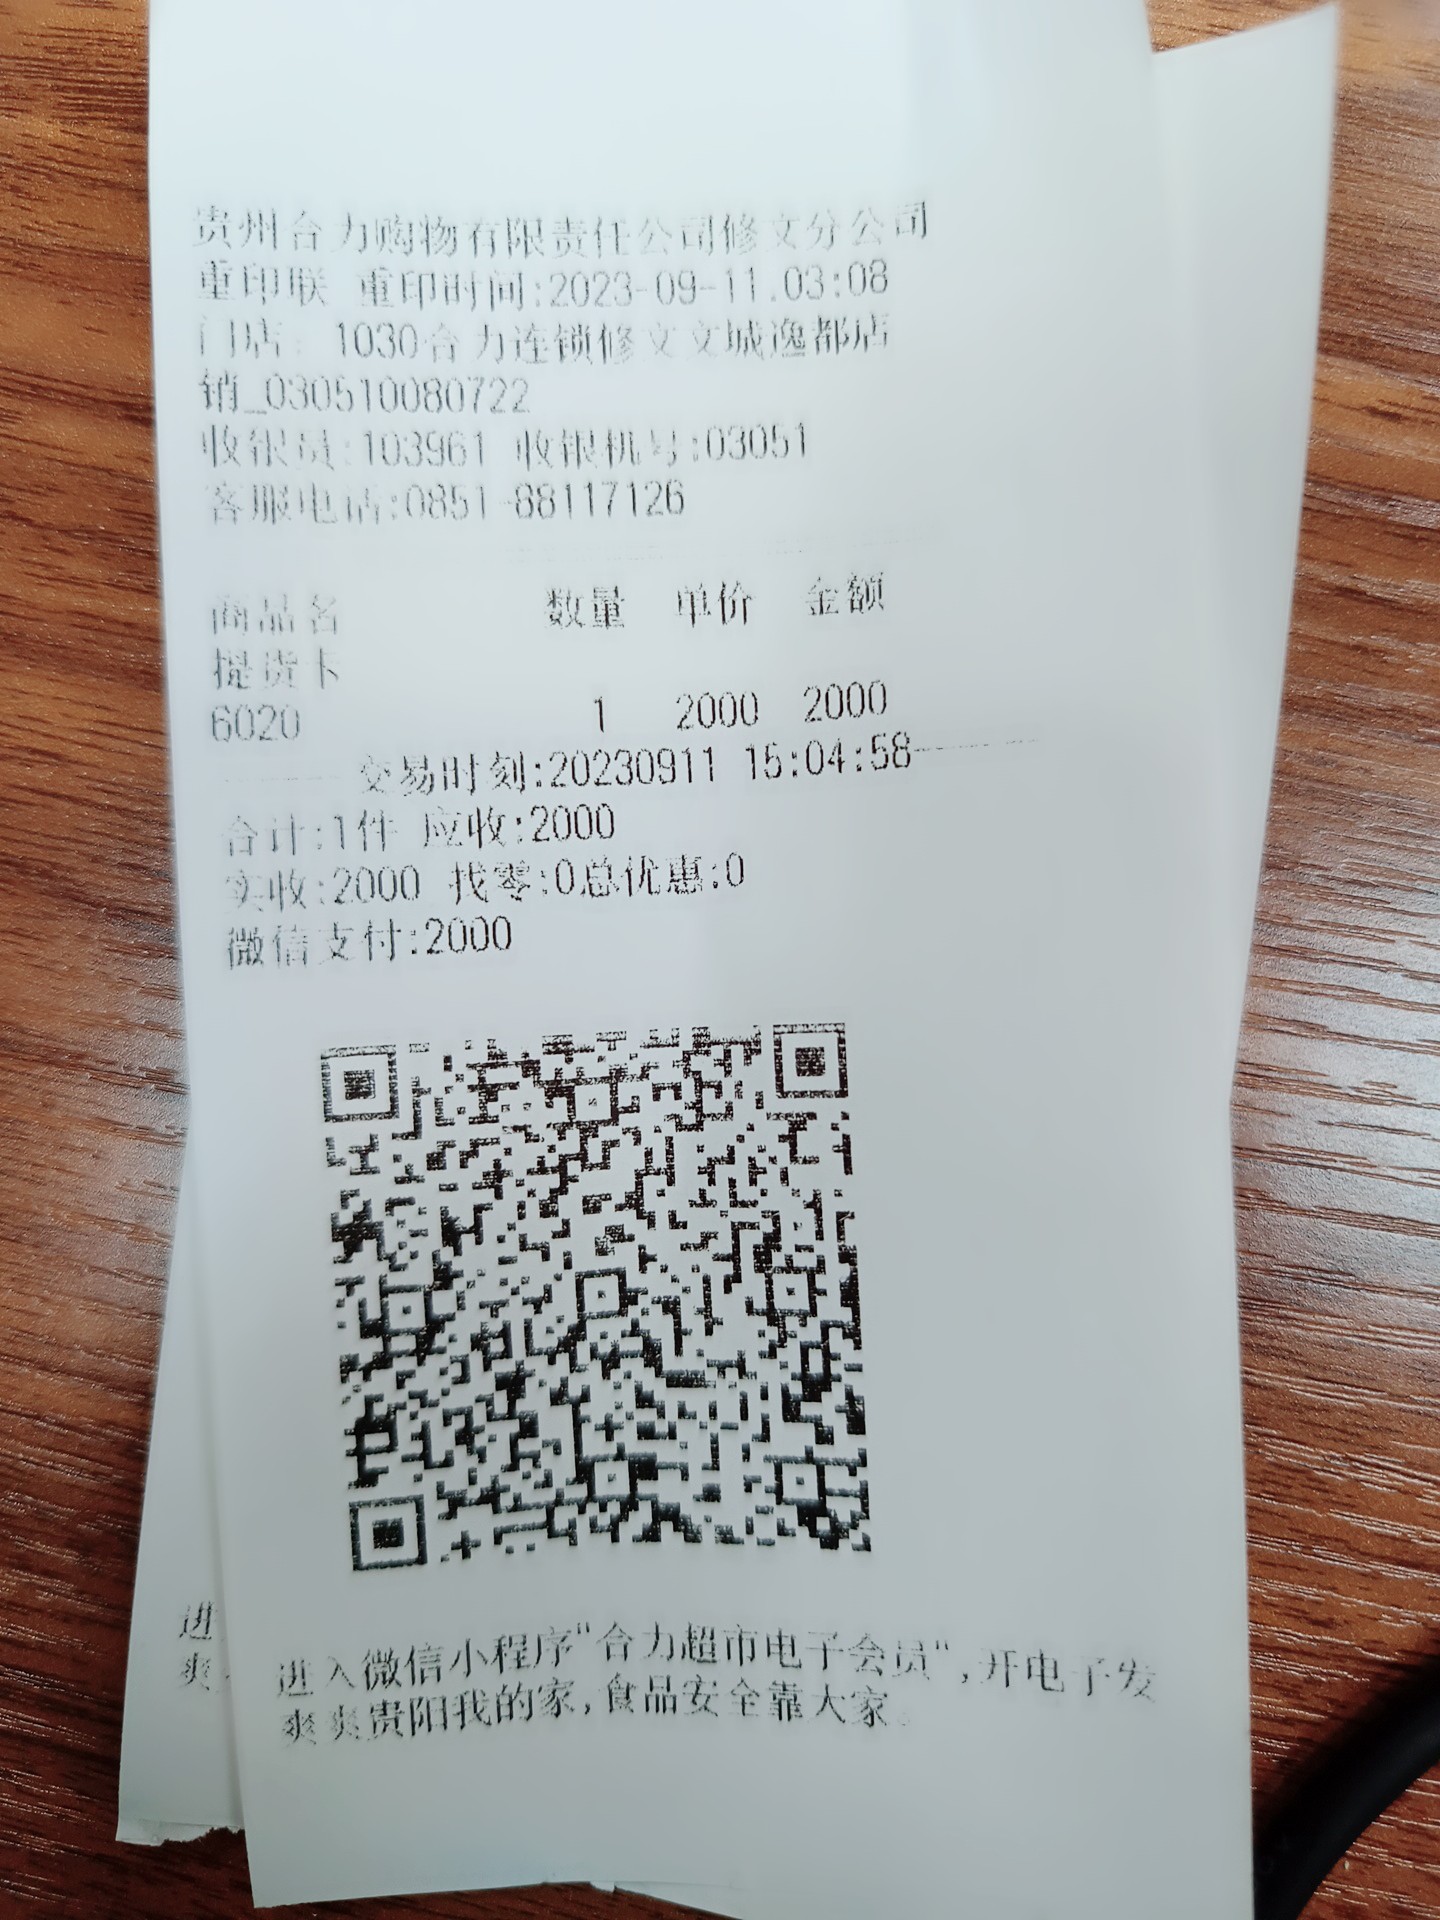 贵州合力购物有限责任公司修文分公司
重印联 重印时间:2023-09-11.03:08
门店: 1030合力连锁修文文城逸都店
销_030510080722
收银员:103961 收银机号:03051
客服电话:0851-88117126
商品名 数量 单价 金额
提货卡
6020 1 2000 2000
交易时刻:20230911 15:04:58
合计:1件 应收:2000
实收:2000 找零:0总优惠:0
微信支付:2000
进入微信小程序"合力超市电子会员",开电子发
爽爽贵阳我的家,食品安全靠大家.
进
爽